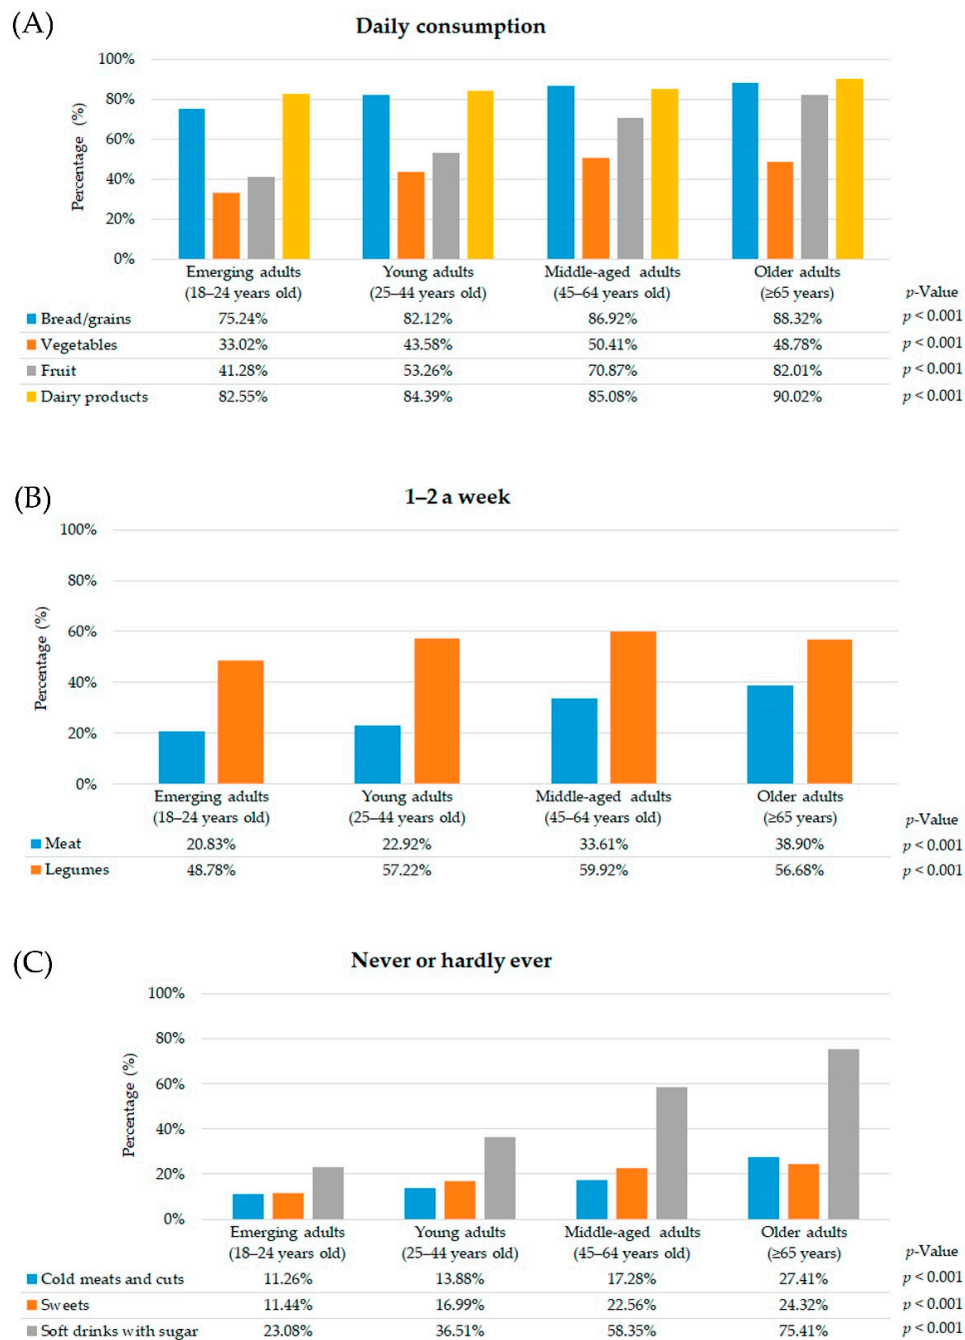 (A)
Daily consumption
100%
80%
60%
40%
20%
0%
Percentage (%)
Emerging adults Young adults Middle-aged adults Older adults
(18–24 years old) (25–44 years old) (45–64 years old) (≥65 years) p-Value
Bread/grains 75.24% 82.12% 86.92% 88.32% p < 0.001
Vegetables 33.02% 43.58% 50.41% 48.78% p < 0.001
Fruit 41.28% 53.26% 70.87% 82.01% p < 0.001
Dairy products 82.55% 84.39% 85.08% 90.02% p < 0.001
(B)
1–2 a week
100%
80%
60%
40%
20%
0%
Percentage (%)
Emerging adults Young adults Middle-aged adults Older adults
(18–24 years old) (25–44 years old) (45–64 years old) (≥65 years) p-Value
Meat 20.83% 22.92% 33.61% 38.90% p < 0.001
Legumes 48.78% 57.22% 59.92% 56.68% p < 0.001
(C)
Never or hardly ever
100%
80%
60%
40%
20%
0%
Percentage (%)
Emerging adults Young adults Middle-aged adults Older adults
(18–24 years old) (25–44 years old) (45–64 years old) (≥65 years) p-Value
Cold meats and cuts 11.26% 13.88% 17.28% 27.41% p < 0.001
Sweets 11.44% 16.99% 22.56% 24.32% p < 0.001
Soft drinks with sugar 23.08% 36.51% 58.35% 75.41% p < 0.001